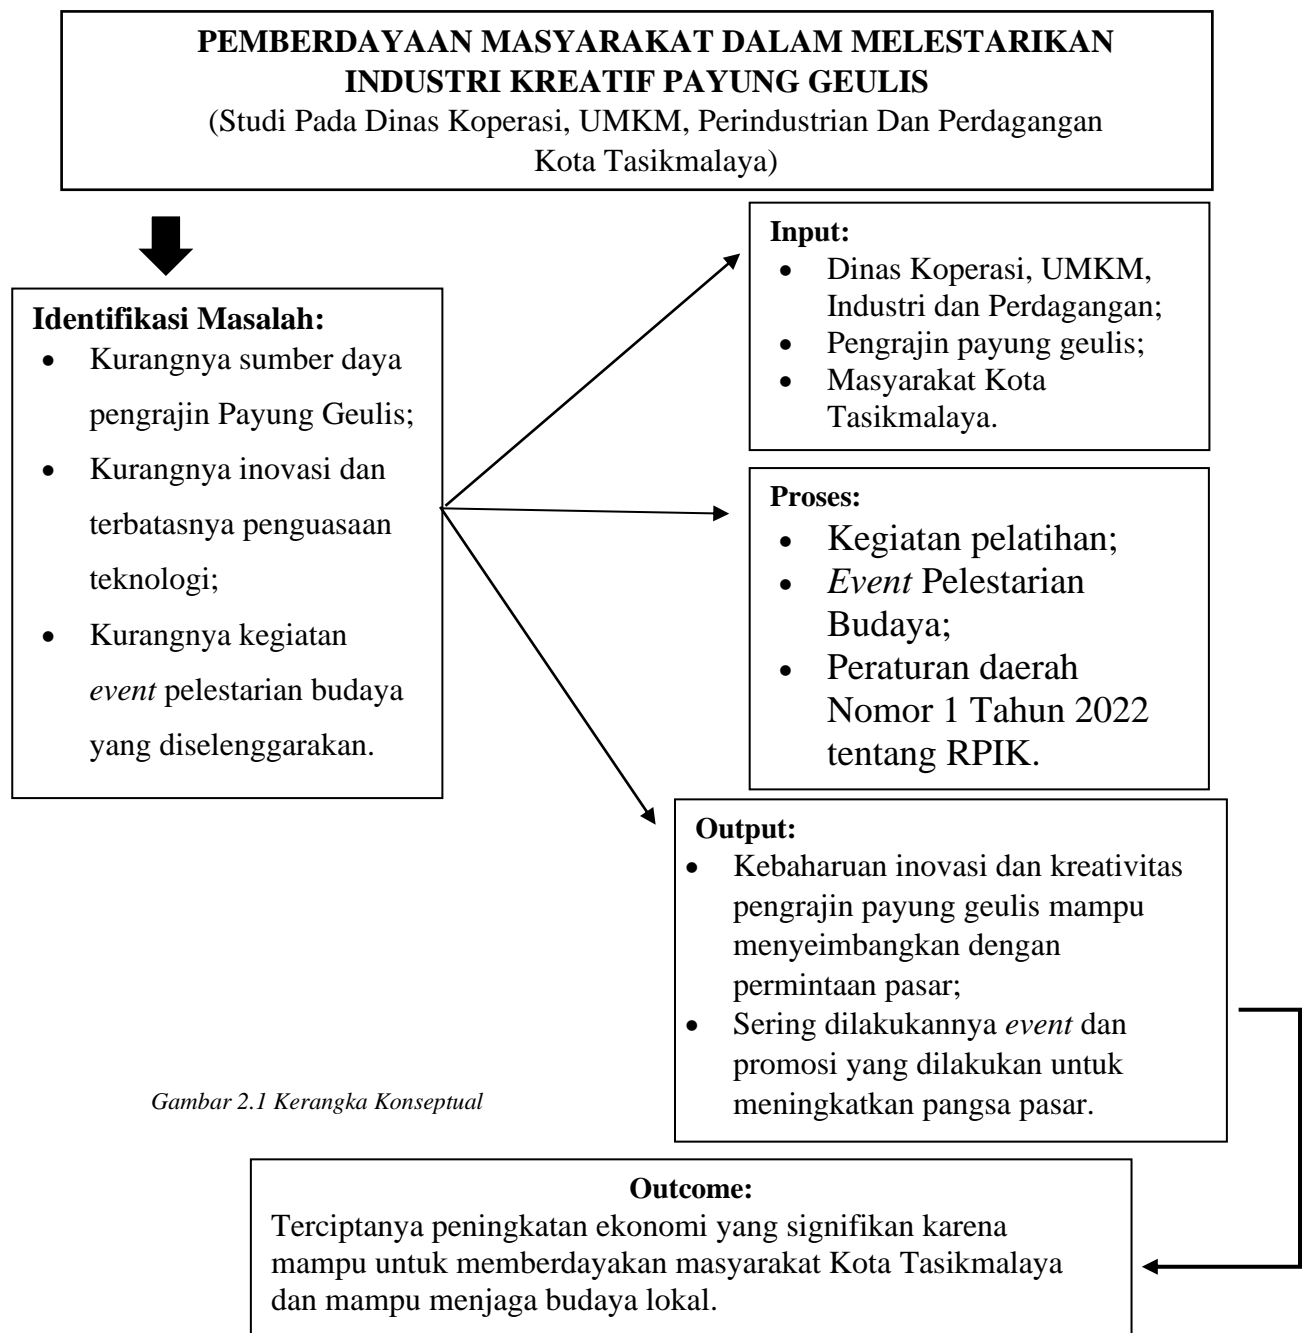 PEMBERDAYAAN MASYARAKAT DALAM MELESTARIKAN
INDUSTRI KREATIF PAYUNG GEULIS
(Studi Pada Dinas Koperasi, UMKM, Perindustrian Dan Perdagangan
Kota Tasikmalaya)
Identifikasi Masalah:
• Kurangnya sumber daya
pengrajin Payung Geulis;
• Kurangnya inovasi dan
terbatasnya penguasaan
teknologi;
• Kurangnya kegiatan
event pelestarian budaya
yang diselenggarakan.
Input:
• Dinas Koperasi, UMKM,
Industri dan Perdagangan;
• Pengrajin payung geulis;
• Masyarakat Kota
Tasikmalaya.
Proses:
• Kegiatan pelatihan;
• Event Pelestarian
Budaya;
• Peraturan daerah
Nomor 1 Tahun 2022
tentang RPIK.
Output:
• Kebaharuan inovasi dan kreativitas
pengrajin payung geulis mampu
menyeimbangkan dengan
permintaan pasar;
• Sering dilakukannya event dan
promosi yang dilakukan untuk
meningkatkan pangsa pasar.
Gambar 2.1 Kerangka Konseptual
Outcome:
Terciptanya peningkatan ekonomi yang signifikan karena
mampu untuk memberdayakan masyarakat Kota Tasikmalaya
dan mampu menjaga budaya lokal.